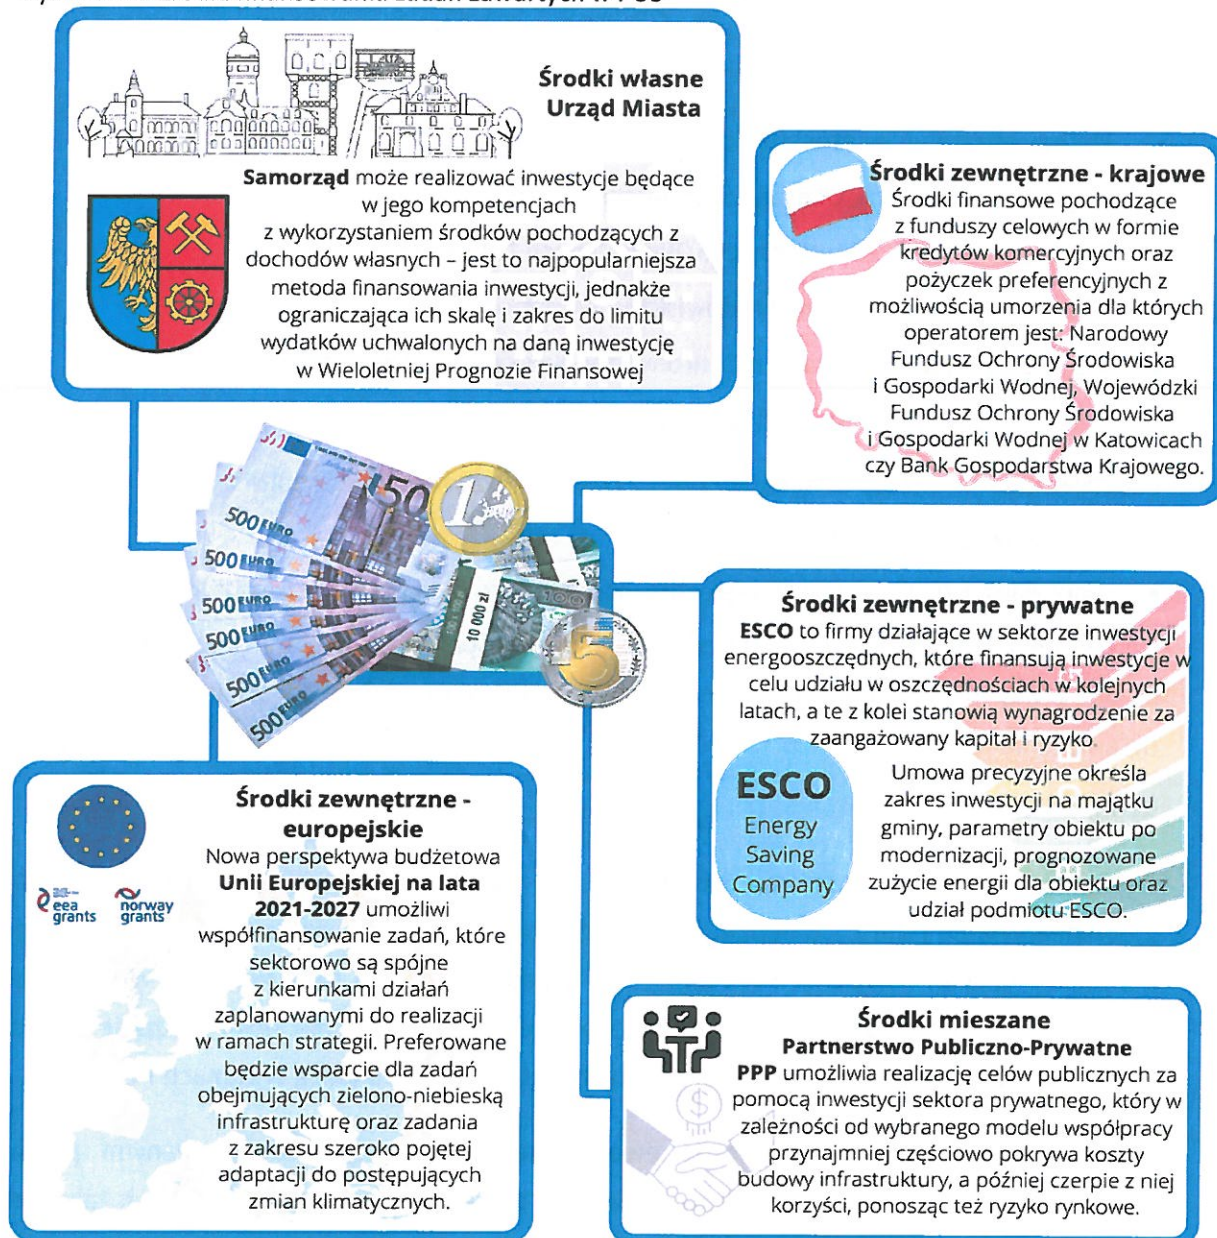 finansowania zadań zawartych w POŚ
Środki własne
Urząd Miasta
Samorząd może realizować inwestycje będące
w jego kompetencjach
z wykorzystaniem środków pochodzących z
dochodów własnych – jest to najpopularniejsza
metoda finansowania inwestycji, jednakże
ograniczająca ich skalę i zakres do limitu
wydatków uchwalonych na daną inwestycję
w Wieloletniej Prognozie Finansowej
Środki zewnętrzne - krajowe
Środki finansowe pochodzące
z funduszy celowych w formie
kredytów komercyjnych oraz
pożyczek preferencyjnych z
możliwością umorzenia dla których
operatorem jest: Narodowy
Fundusz Ochrony Środowiska
i Gospodarki Wodnej, Wojewódzki
Fundusz Ochrony Środowiska
i Gospodarki Wodnej w Katowicach
czy Bank Gospodarstwa Krajowego.
50
1
500 EURO
500 EURO
500 EURO
500 EURO
500 EURO
500
10 000 zł
100
5
Środki zewnętrzne - prywatne
ESCO to firmy działające w sektorze inwestycji
energooszczędnych, które finansują inwestycje w
celu udziału w oszczędnościach w kolejnych
latach, a te z kolei stanowią wynagrodzenie za
zaangażowany kapitał i ryzyko.
ESCO
Energy
Saving
Company
Umowa precyzyjne określa
zakres inwestycji na majątku
gminy, parametry obiektu po
modernizacji, prognozowane
zużycie energii dla obiektu oraz
udział podmiotu ESCO.
Środki zewnętrzne -
europejskie
eea
grants
norway
grants
Nowa perspektywa budżetowa
Unii Europejskiej na lata
2021-2027 umożliwi
współfinansowanie zadań, które
sektorowo są spójne
z kierunkami działań
zaplanowanymi do realizacji
w ramach strategii. Preferowane
będzie wsparcie dla zadań
obejmujących zielono-niebieską
infrastrukturę oraz zadania
z zakresu szeroko pojętej
adaptacji do postępujących
zmian klimatycznych.
Środki mieszane
Partnerstwo Publiczno-Prywatne
PPP umożliwia realizację celów publicznych za
pomocą inwestycji sektora prywatnego, który w
zależności od wybranego modelu współpracy
przynajmniej częściowo pokrywa koszty
budowy infrastruktury, a później czerpie z niej
korzyści, ponosząc też ryzyko rynkowe.